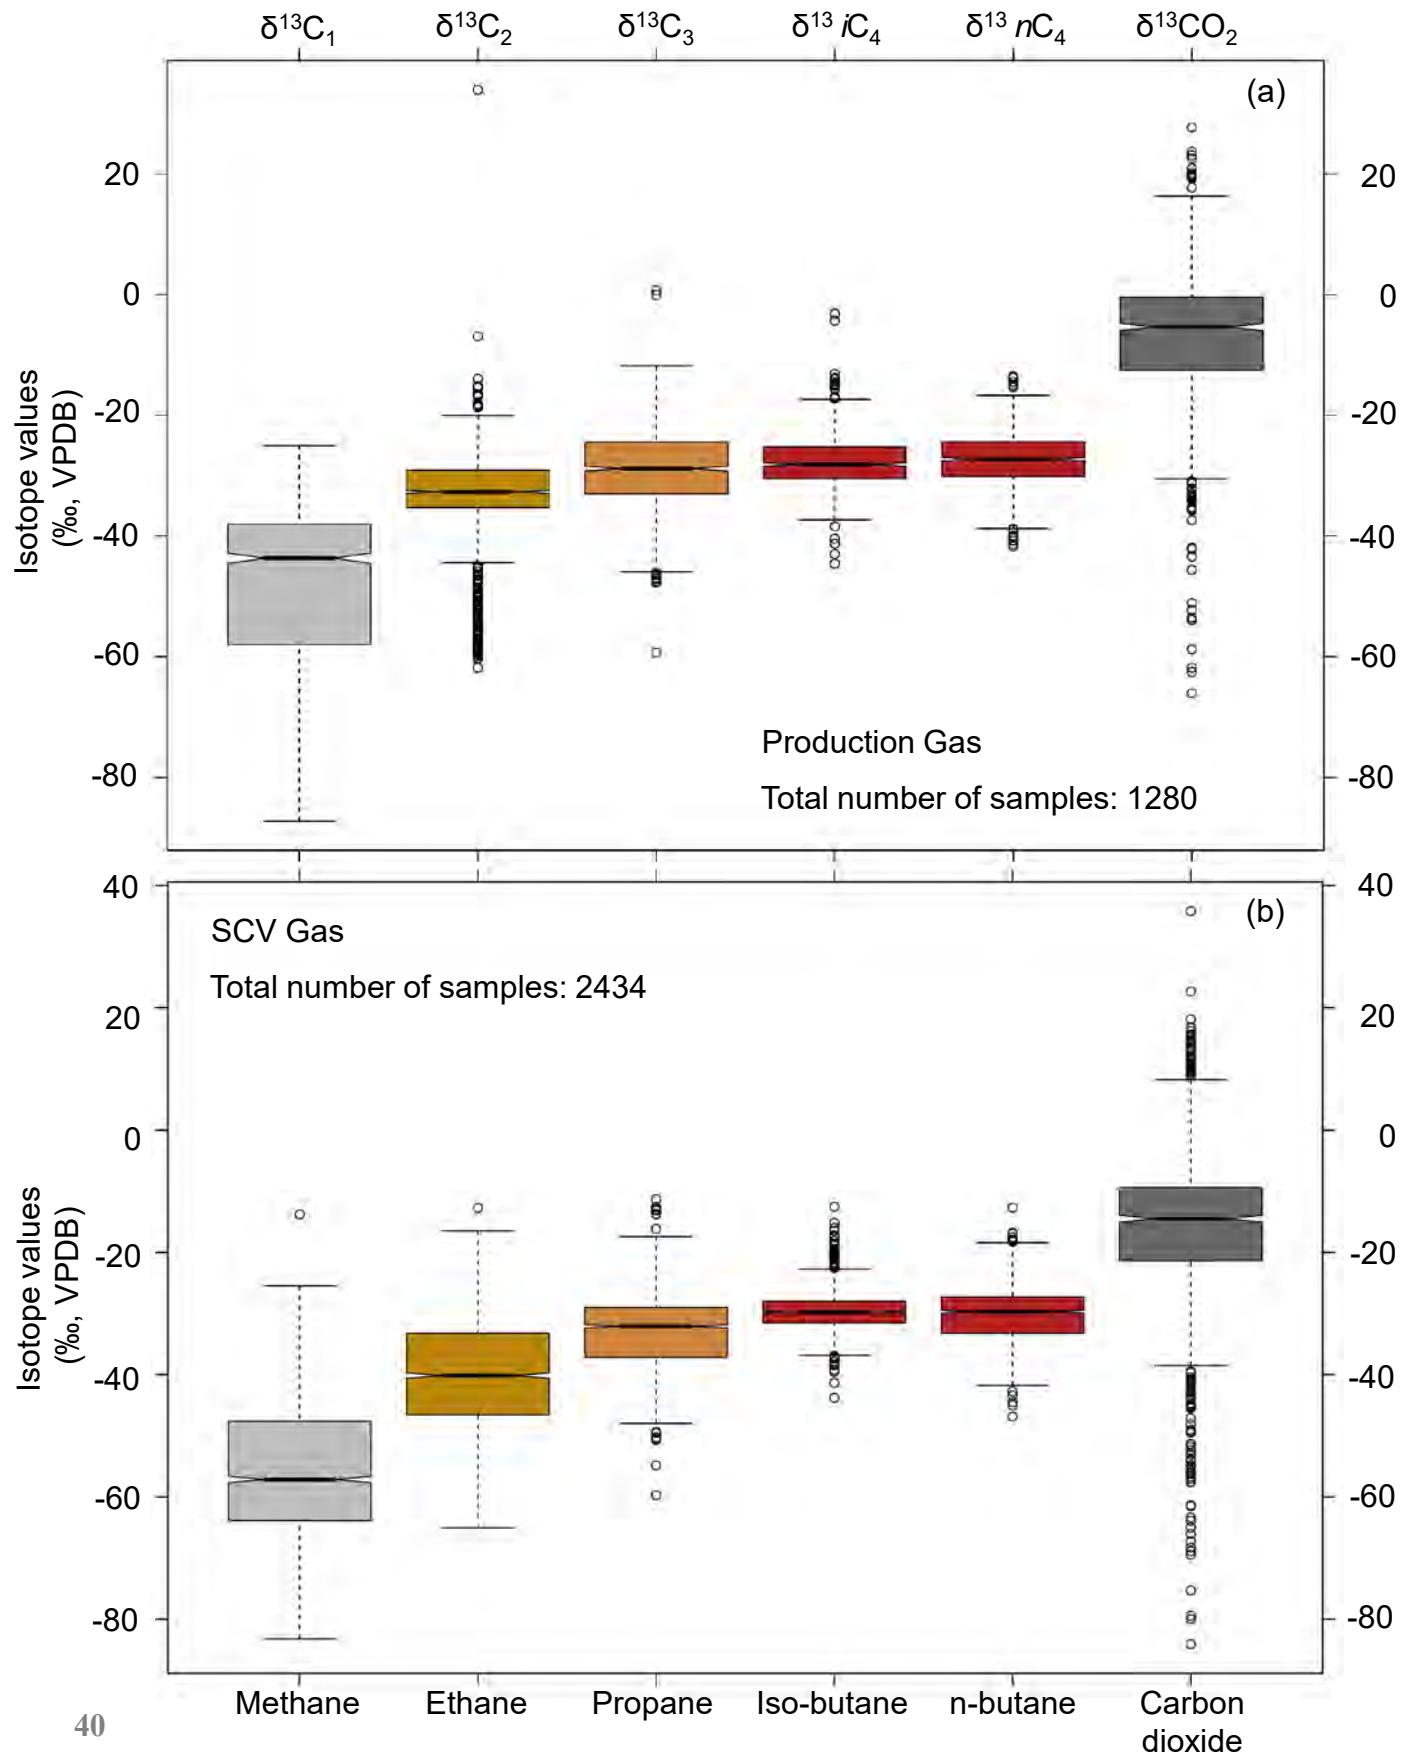 δ¹³C₁ δ¹³C₂ δ¹³C₃ δ¹³ iC₄ δ¹³ nC₄ δ¹³CO₂
(a)
20 20
0 0
-20 -20
-40 -40
-60 -60
-80 -80
Isotope values
(‰, VPDB)
Production Gas
Total number of samples: 1280
40 40
(b)
SCV Gas
Total number of samples: 2434
20 20
0 0
-20 -20
-40 -40
-60 -60
-80 -80
Isotope values
(‰, VPDB)
Methane Ethane Propane Iso-butane n-butane Carbon
dioxide
40